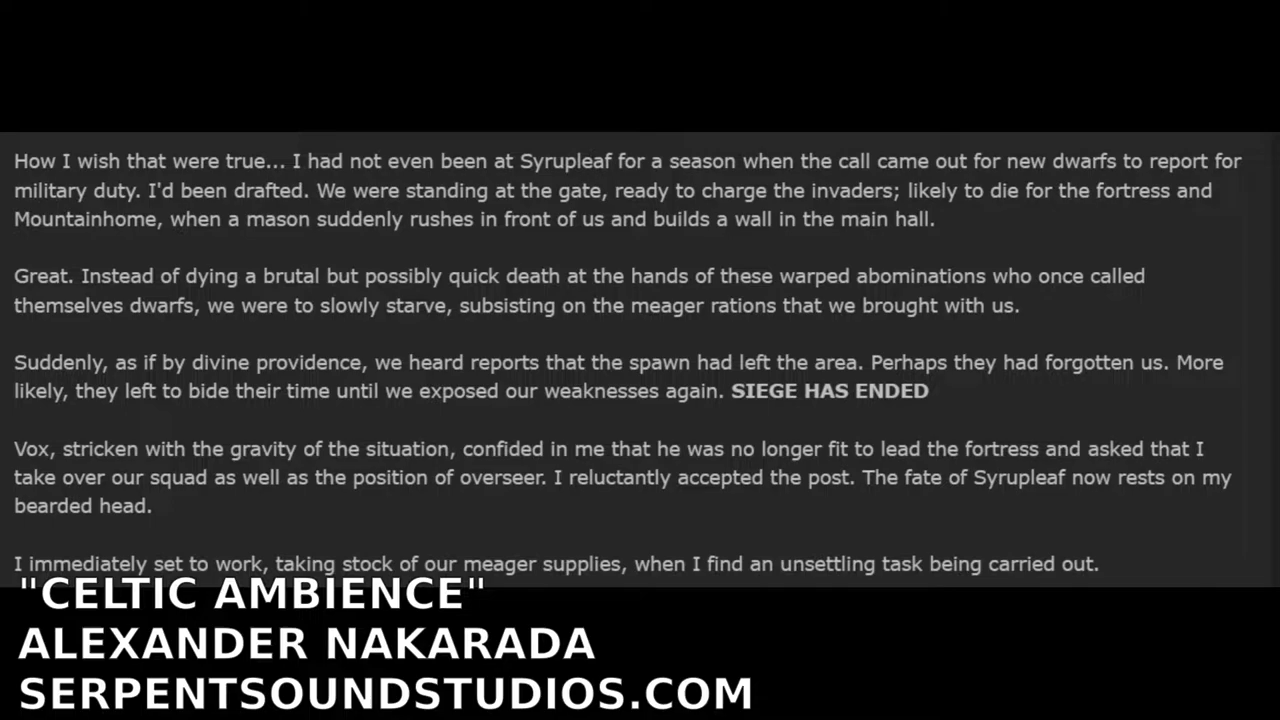 How I wish that were true... I had not even been at Syrupleaf for a season when the call came out for new dwarfs to report for
military duty. I'd been drafted. We were standing at the gate, ready to charge the invaders; likely to die for the fortress and
Mountainhome, when a mason suddenly rushes in front of us and builds a wall in the main hall.
Great. Instead of dying a brutal but possibly quick death at the hands of these warped abominations who once called
themselves dwarfs, we were to slowly starve, subsisting on the meager rations that we brought with us.
Suddenly, as if by divine providence, we heard reports that the spawn had left the area. Perhaps they had forgotten us. More
likely, they left to bide their time until we exposed our weaknesses again. SIEGE HAS ENDED
Vox, stricken with the gravity of the situation, confided in me that he was no longer fit to lead the fortress and asked that I
take over our squad as well as the position of overseer. I reluctantly accepted the post. The fate of Syrupleaf now rests on my
bearded head.
I immediately set to work, taking stock of our meager supplies, when I find an unsettling task being carried out.
"CELTIC AMBIENCE"
ALEXANDER NAKARADA
SERPENTSOUNDSTUDIOS.COM